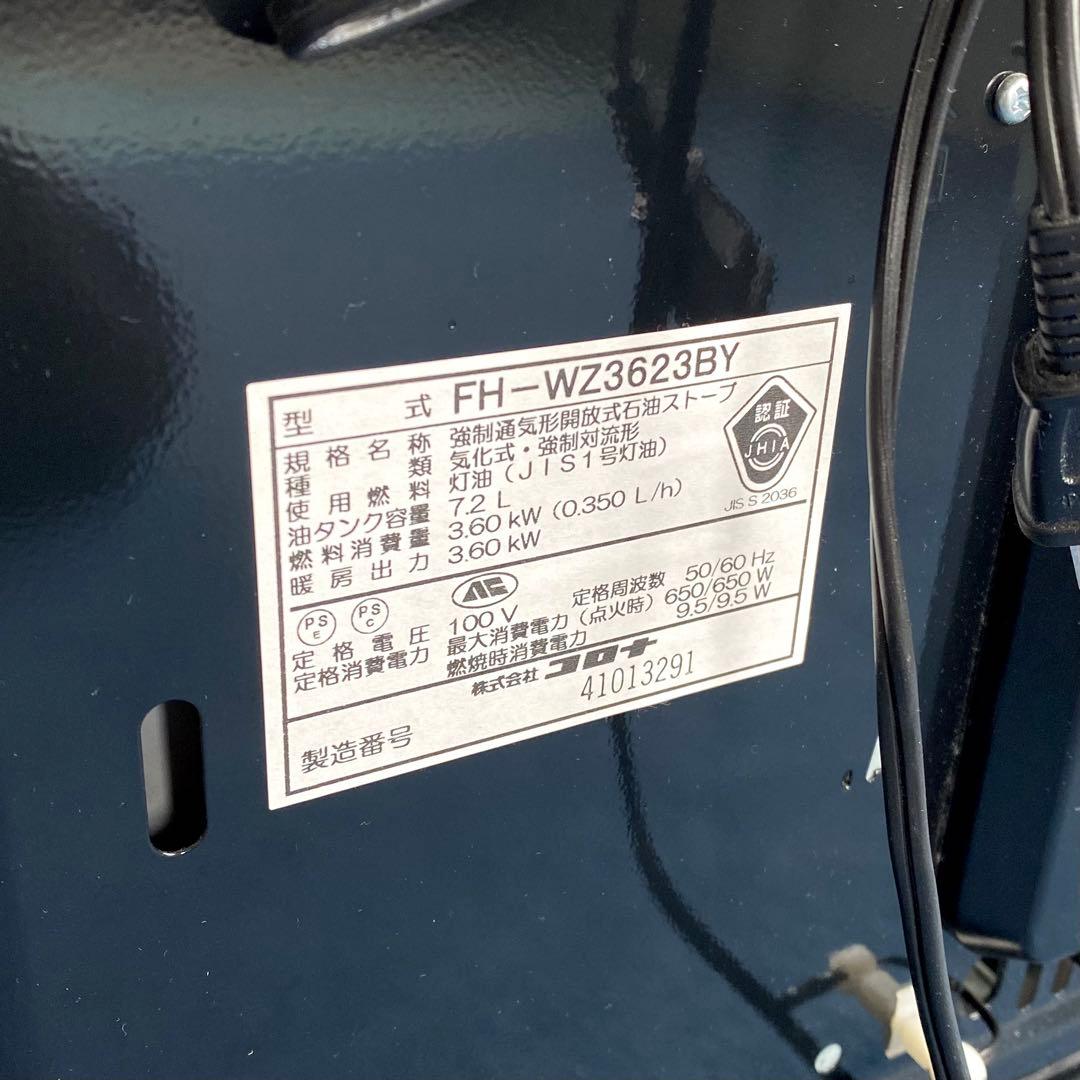 型式 FH-WZ3623BY
規格名称 強制通気形開放式石油ストーブ
種類 気化式・強制対流形
使用燃料 灯油(JIS1号灯油)
油タンク容量 7.2 L
燃料消費量 3.60 kW (0.350 L/h)
暖房出力 3.60 kW
認証
JHIA
JIS S 2036
PS E
PS C
定格電圧 100 V 定格周波数 50/60 Hz
定格消費電力 最大消費電力(点火時) 650/650 W
燃焼時消費電力 9.5/9.5 W
株式会社 コロナ
製造番号 41013291